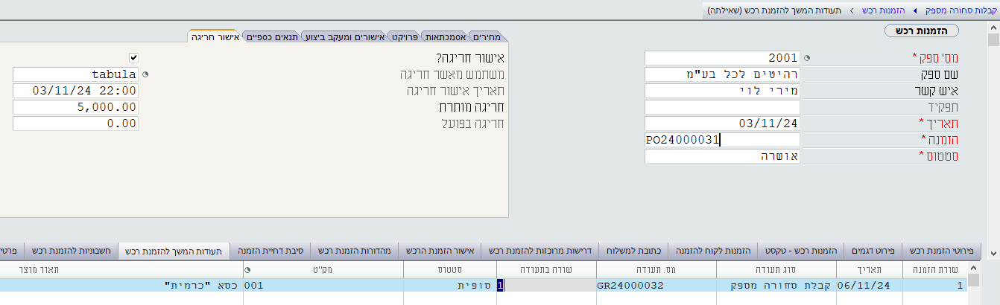 קבלות סחורה מספק הזמנות רכש תעודות המשך להזמנת רכש (שאילתה)
הזמנות רכש
מס' ספק * 2001
שם ספק רהיטים לכל בע"מ
איש קשר מירי לוי
תפקיד
תאריך * 03/11/24
הזמנה * PO24000031
סטטוס * אושרה
מחירים אסמכתאות פרויקט אישורים ומעקב ביצוע תנאים כספיים אישור חריגה
אישור חריגה?
משתמש מאשר חריגה tabula
תאריך אישור חריגה 03/11/24 22:00
חריגה מותרת 5,000.00
חריגה בפועל 0.00
פירוטי הזמנת רכש פירוט דגמים הזמנות רכש - טקסט הזמנות לקוח להזמנה כתובת למשלוח דרישות מרוכזות להזמנת רכש אישור הזמנת הרכש מהדורות הזמנת רכש סיבת דחיית הזמנה תעודות המשך להזמנת רכש חשבוניות להזמנת רכש פרטי
שורת הזמנה תאריך סוג תעודה מס. תעודה שורה בתעודה סטטוס מק"ט תאור מוצר
1 06/11/24 קבלת סחורה מספק GR24000032 1 סופית 001 כסא "כרמית"